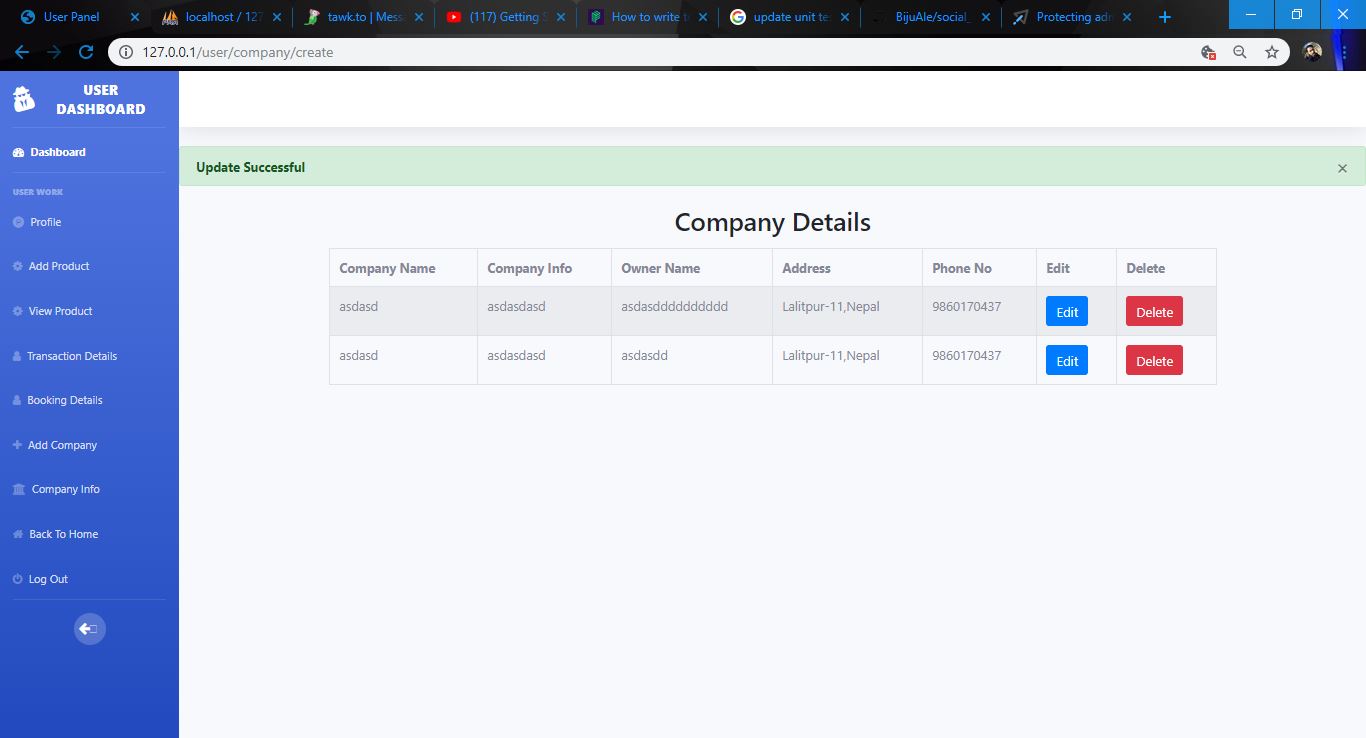 User Panel
localhost / 127
tawk.to | Mess
(117) Getting S
How to write t
update unit te
BijuAle/social_
Protecting adm
127.0.0.1/user/company/create
USER
DASHBOARD
Dashboard
USER WORK
Profile
Add Product
View Product
Transaction Details
Booking Details
Add Company
Company Info
Back To Home
Log Out
Update Successful ×
Company Details
Company Name Company Info Owner Name Address Phone No Edit Delete
asdasd asdasdasd asdasdddddddddd Lalitpur-11,Nepal 9860170437 Edit Delete
asdasd asdasdasd asdasdd Lalitpur-11,Nepal 9860170437 Edit Delete